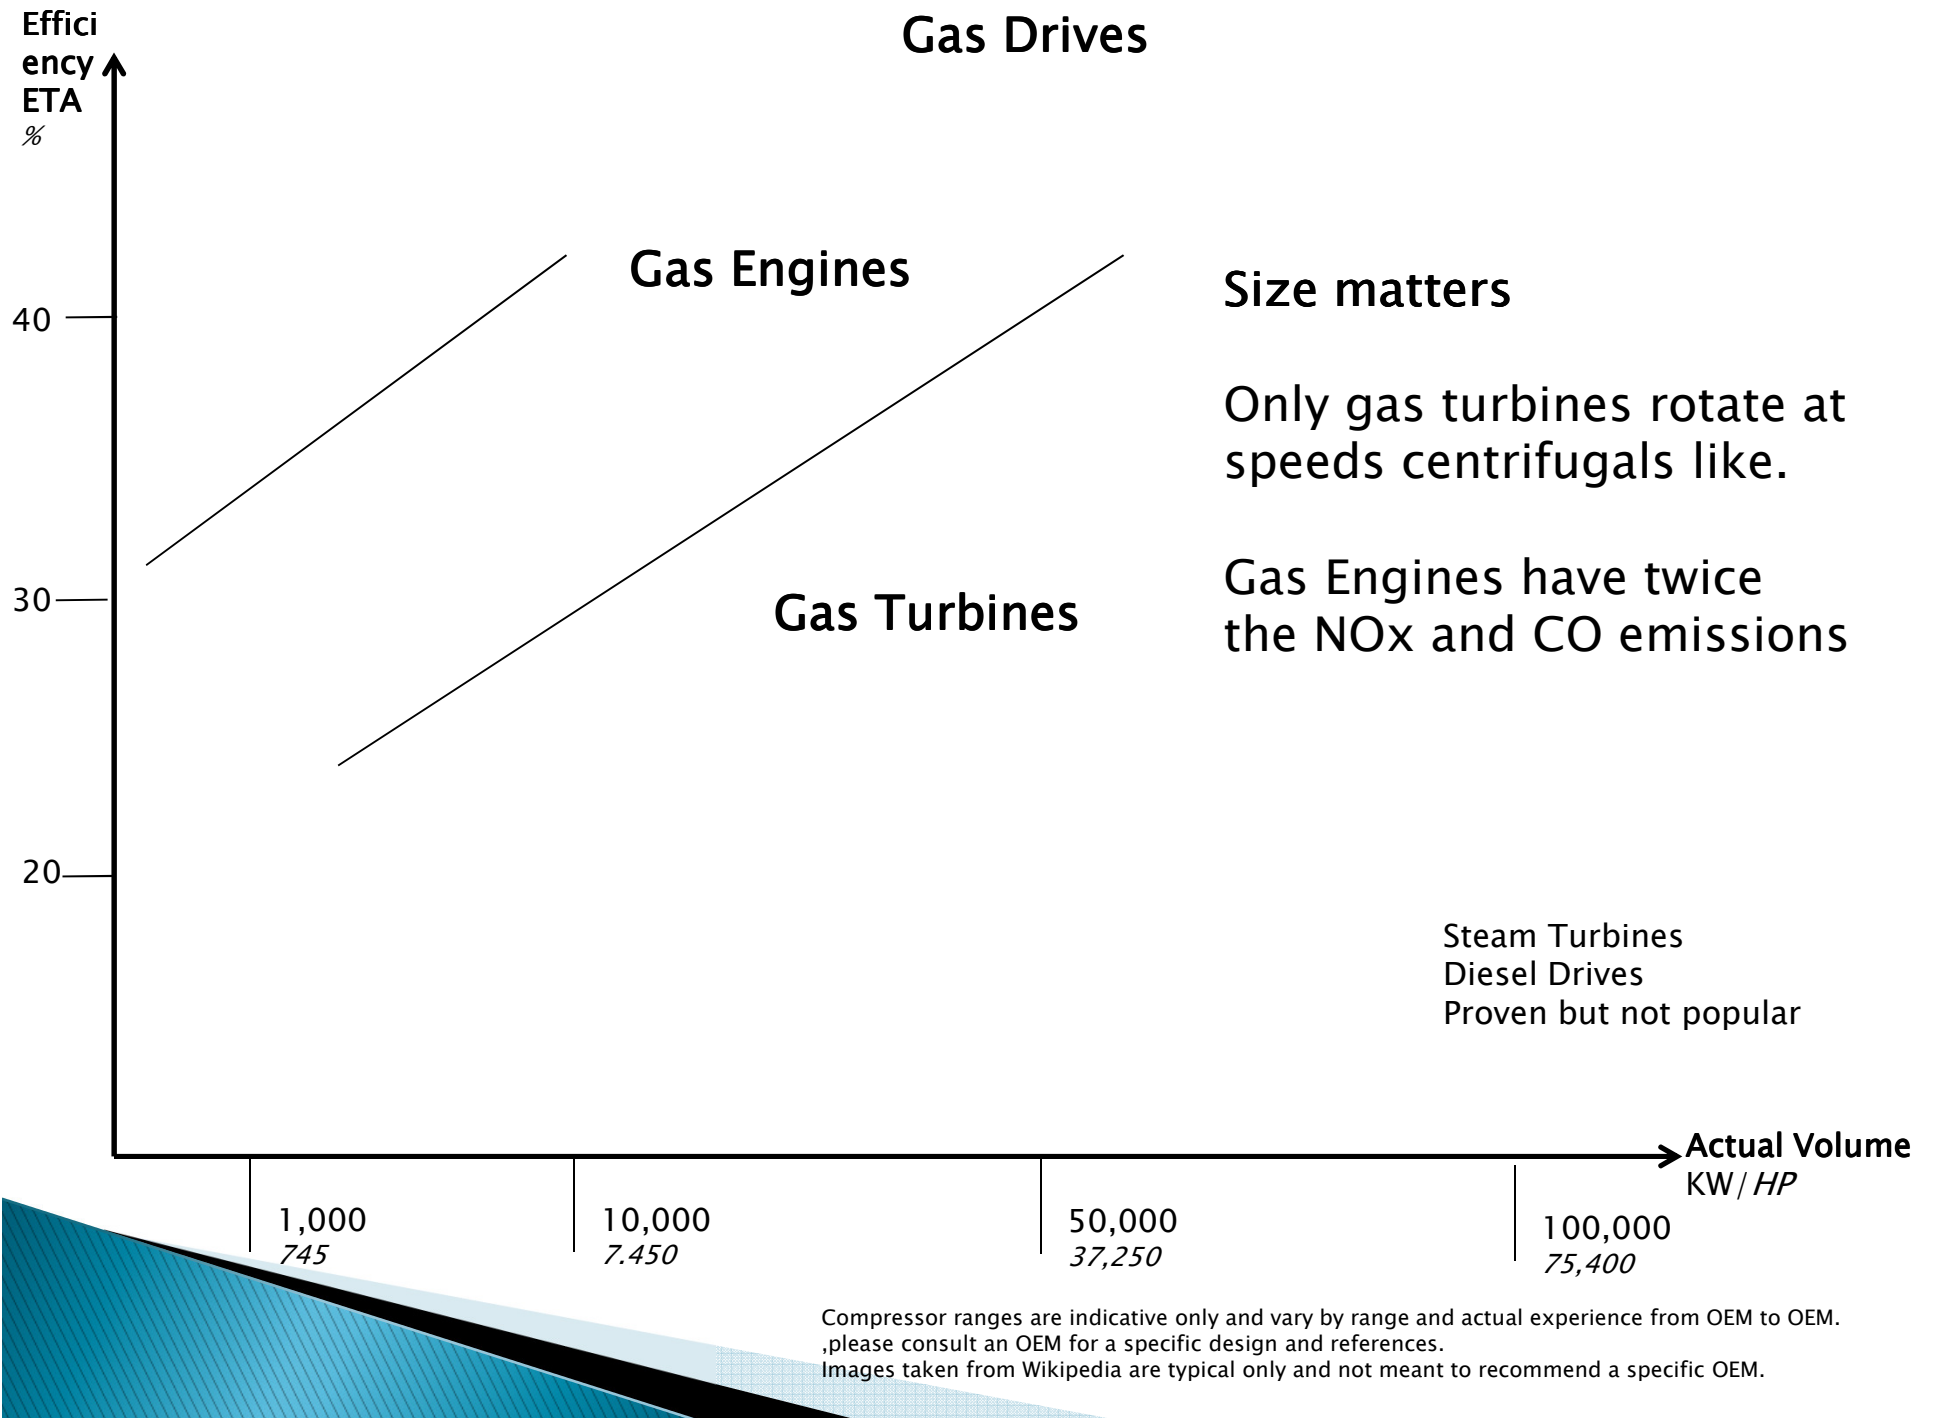 Gas Drives
Effici
ency
ETA
%
Gas Engines
Size matters
40
Only gas turbines rotate at
speeds centrifugals like.
Gas Engines have twice
the NOx and CO emissions
30
Gas Turbines
20
Steam Turbines
Diesel Drives
Proven but not popular
Actual Volume
KW/HP
1,000
745
10,000
7.450
50,000
37,250
100,000
75,400
Compressor ranges are indicative only and vary by range and actual experience from OEM to OEM.
,please consult an OEM for a specific design and references.
Images taken from Wikipedia are typical only and not meant to recommend a specific OEM.